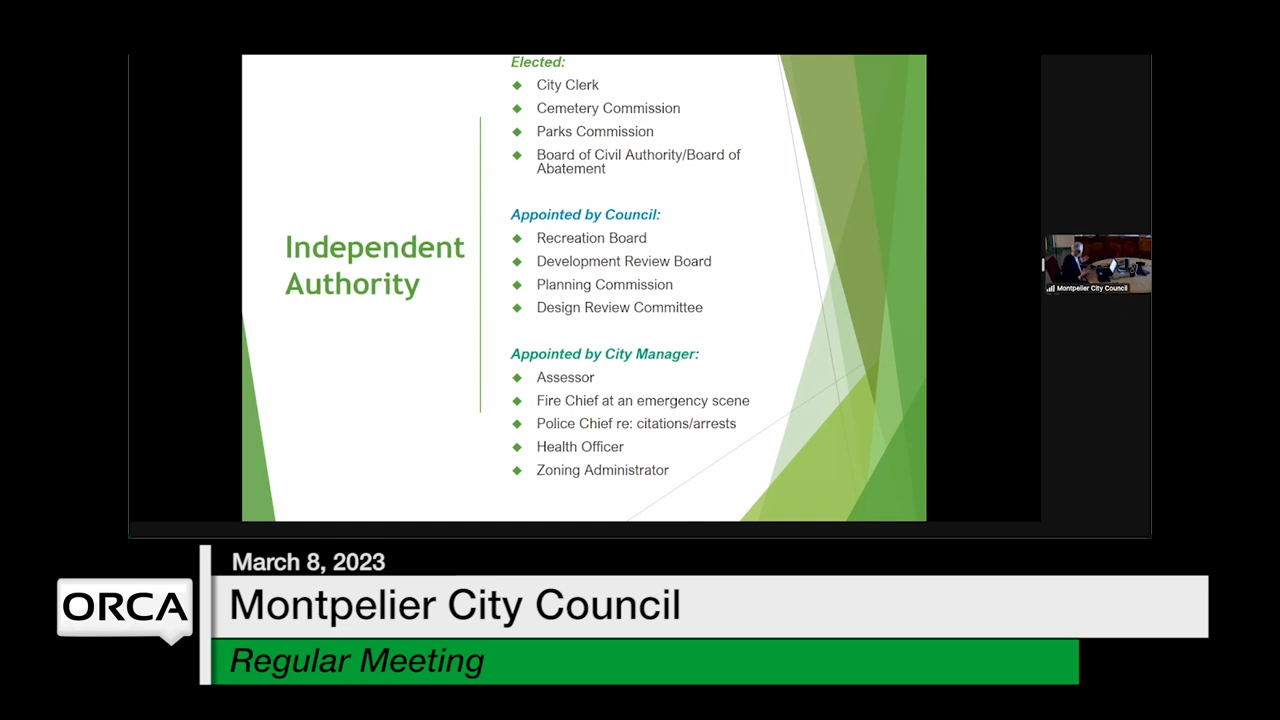 Elected:
◆ City Clerk
◆ Cemetery Commission
◆ Parks Commission
◆ Board of Civil Authority/Board of
Abatement
Independent
Authority
Appointed by Council:
◆ Recreation Board
◆ Development Review Board
◆ Planning Commission
◆ Design Review Committee
Appointed by City Manager:
◆ Assessor
◆ Fire Chief at an emergency scene
◆ Police Chief re: citations/arrests
◆ Health Officer
◆ Zoning Administrator
Montpelier City Council
March 8, 2023
ORCA
Montpelier City Council
Regular Meeting